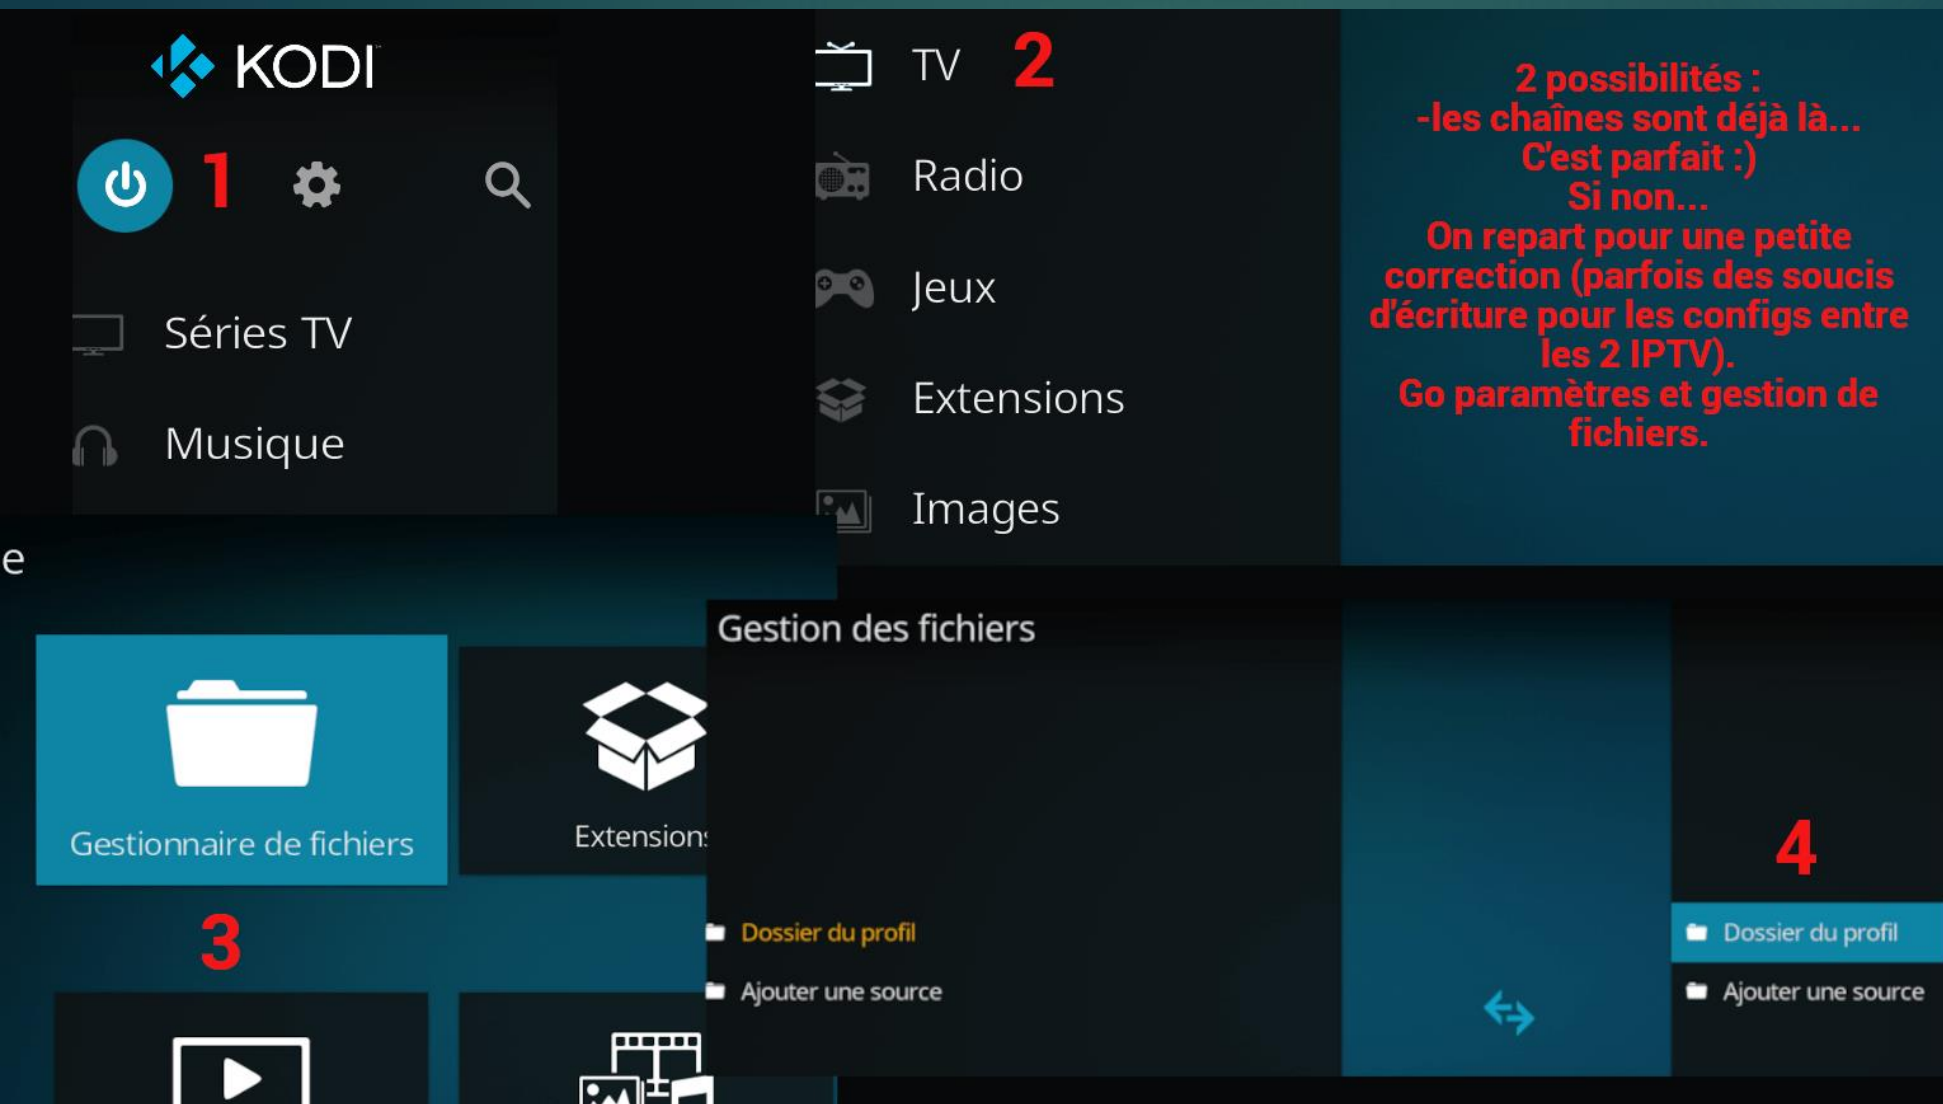 KODI
1
Séries TV
Musique
TV
2
Radio
Jeux
Extensions
Images
2 possibilités :
-les chaînes sont déjà là...
C'est parfait :)
Si non...
On repart pour une petite
correction (parfois des soucis
d'écriture pour les configs entre
les 2 IPTV).
Go paramètres et gestion de
fichiers.
e
Gestionnaire de fichiers
Extensions
3
Gestion des fichiers
Dossier du profil
Ajouter une source
4
Dossier du profil
Ajouter une source